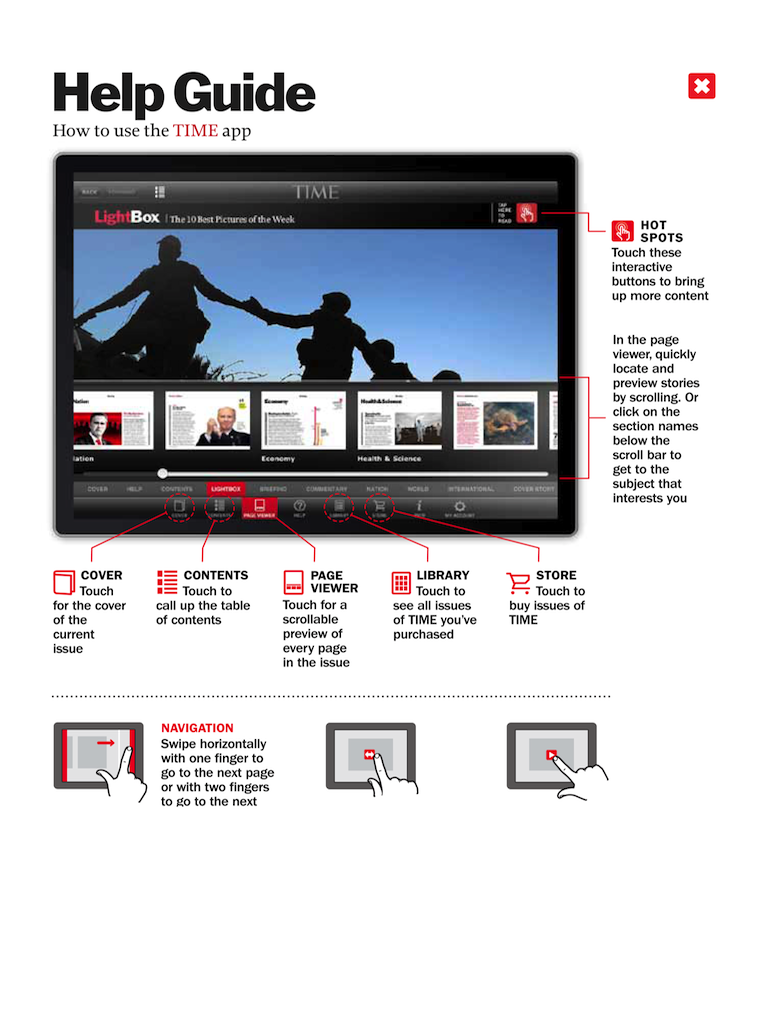 Help Guide
How to use the TIME app
BACK
TIME
LightBox | The 10 Best Pictures of the Week
TAP
HERE
TO
READ
HOT
SPOTS
Touch these
interactive
buttons to bring
up more content
In the page
viewer, quickly
locate and
preview stories
by scrolling. Or
click on the
section names
below the
scroll bar to
get to the
subject that
interests you
Nation
Economy
Health&Science
lation
Economy
Health & Science
COVER HELP CONTENTS LIGHTBOX BRIEFING COMMENTARY NATION WORLD INTERNATIONAL COVER STORY
COVER CONTENTS PAGE VIEWER HELP LIBRARY STORE INFO MY ACCOUNT
COVER
Touch
for the cover
of the
current
issue
CONTENTS
Touch to
call up the table
of contents
PAGE
VIEWER
Touch for a
scrollable
preview of
every page
in the issue
LIBRARY
Touch to
see all issues
of TIME you've
purchased
STORE
Touch to
buy issues of
TIME
NAVIGATION
Swipe horizontally
with one finger to
go to the next page
or with two fingers
to go to the next